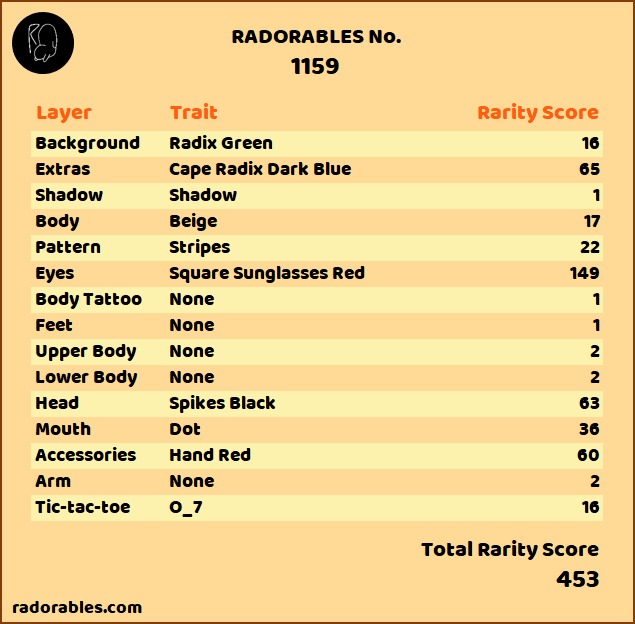 RADORABLES No.
1159
Layer Trait Rarity Score
Background Radix Green 16
Extras Cape Radix Dark Blue 65
Shadow Shadow 1
Body Beige 17
Pattern Stripes 22
Eyes Square Sunglasses Red 149
Body Tattoo None 1
Feet None 1
Upper Body None 2
Lower Body None 2
Head Spikes Black 63
Mouth Dot 36
Accessories Hand Red 60
Arm None 2
Tic-tac-toe O_7 16
Total Rarity Score
453
radorables.com